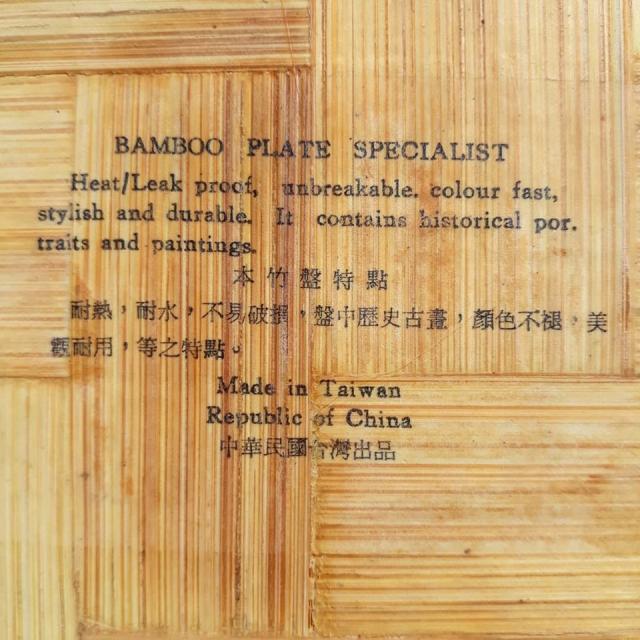 BAMBOO PLATE SPECIALIST
Heat/Leak proof, unbreakable. colour fast,
stylish and durable. It contains historical por.
traits and paintings.
本竹盤特點
耐熱，耐水，不易破損，盤中歷史古畫，顏色不褪，美
觀耐用，等之特點。
Made in Taiwan
Republic of China
中華民國台灣出品